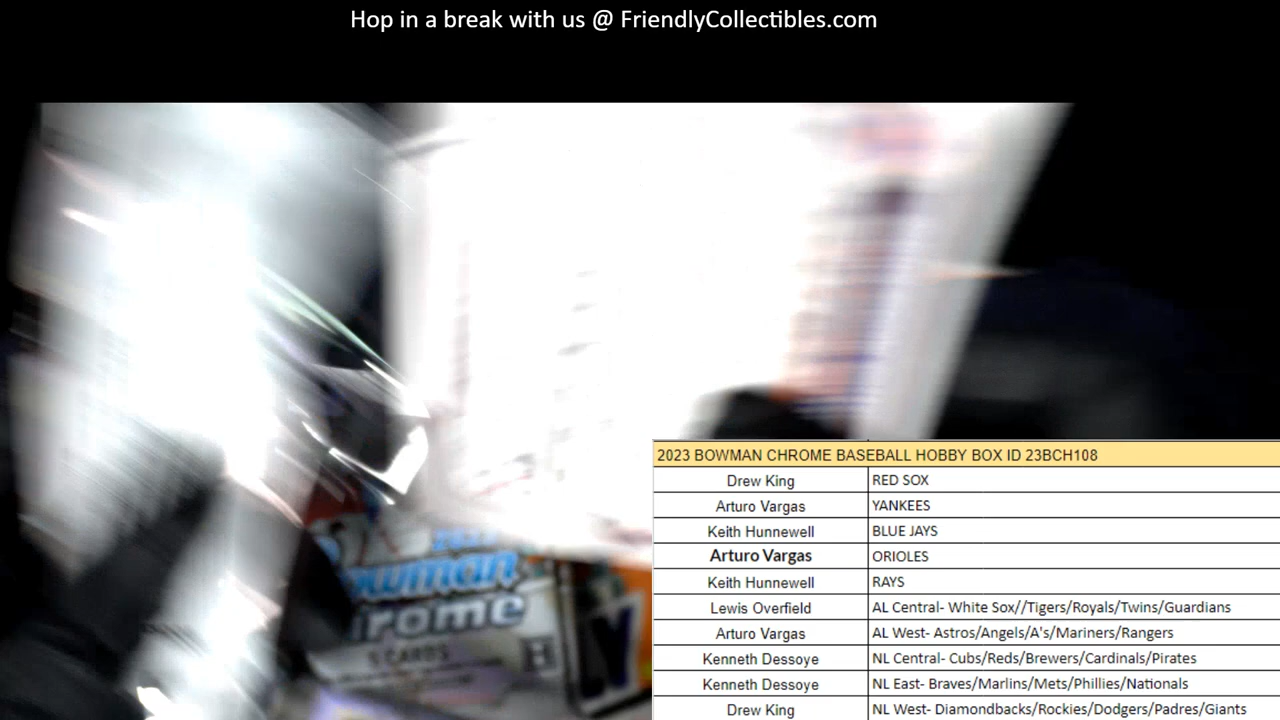 Hop in a break with us @ FriendlyCollectibles.com
2023 BOWMAN CHROME BASEBALL HOBBY BOX ID 23BCH108
Drew King RED SOX
Arturo Vargas YANKEES
Keith Hunnewell BLUE JAYS
Arturo Vargas ORIOLES
Keith Hunnewell RAYS
Lewis Overfield AL Central- White Sox//Tigers/Royals/Twins/Guardians
Arturo Vargas AL West- Astros/Angels/A's/Mariners/Rangers
Kenneth Dessoye NL Central- Cubs/Reds/Brewers/Cardinals/Pirates
Kenneth Dessoye NL East- Braves/Marlins/Mets/Phillies/Nationals
Drew King NL West- Diamondbacks/Rockies/Dodgers/Padres/Giants
5 CARDS